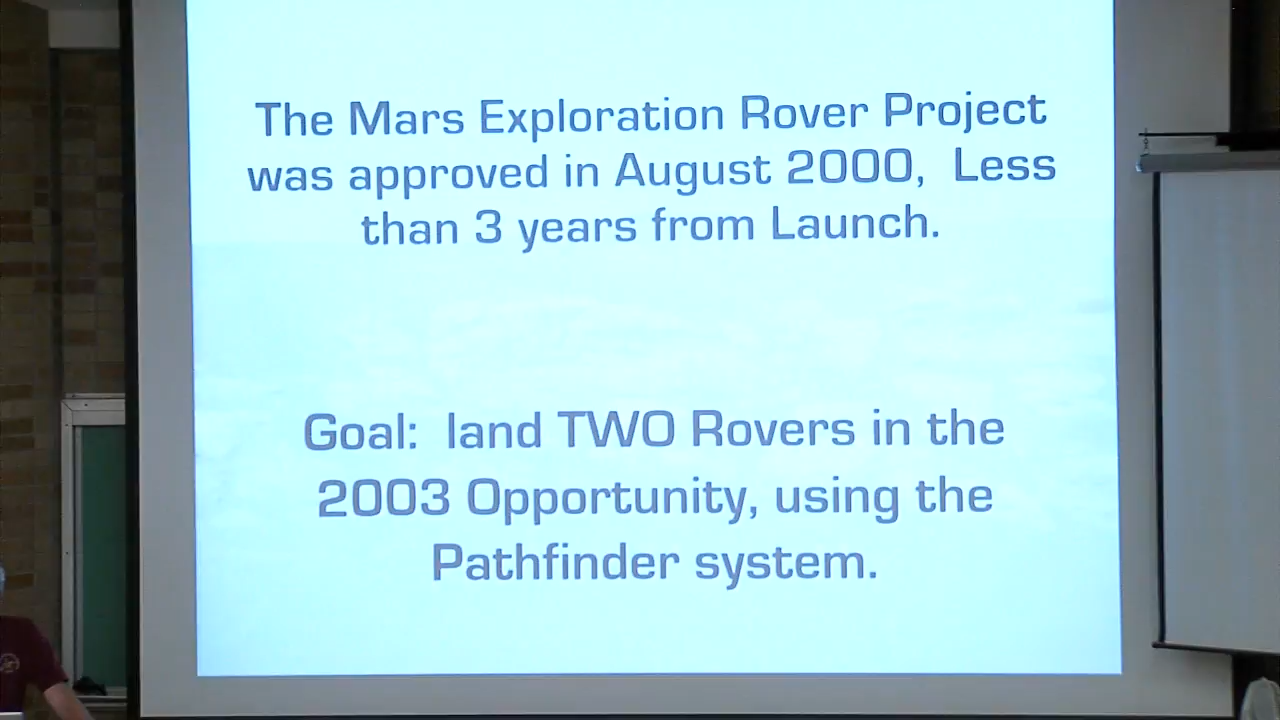 The Mars Exploration Rover Project
was approved in August 2000,  Less
than 3 years from Launch.
Goal:  land TWO Rovers in the
2003 Opportunity, using the
Pathfinder system.